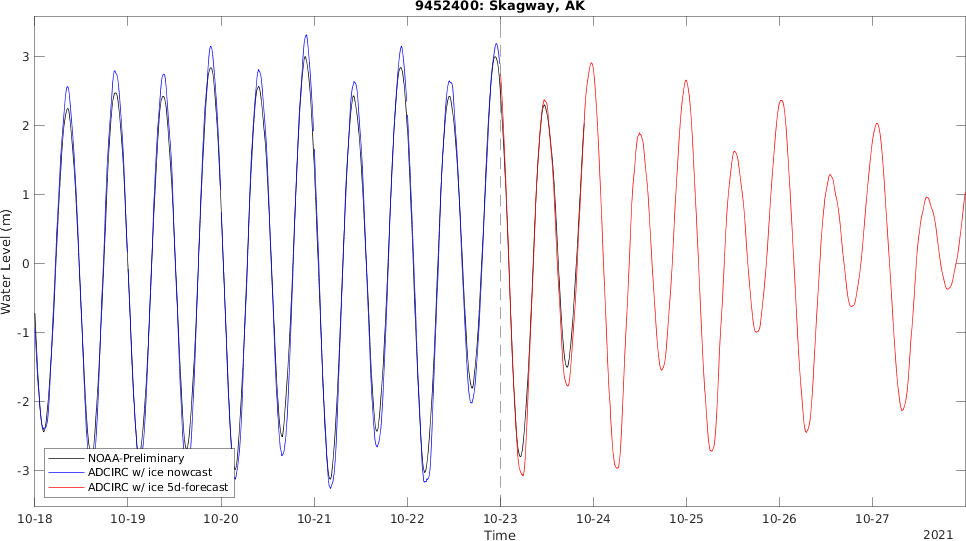 9452400: Skagway, AK
Water Level (m)
3
2
1
0
-1
-2
-3
NOAA-Preliminary
ADCIRC w/ ice nowcast
ADCIRC w/ ice 5d-forecast
10-18 10-19 10-20 10-21 10-22 10-23 10-24 10-25 10-26 10-27
Time
2021